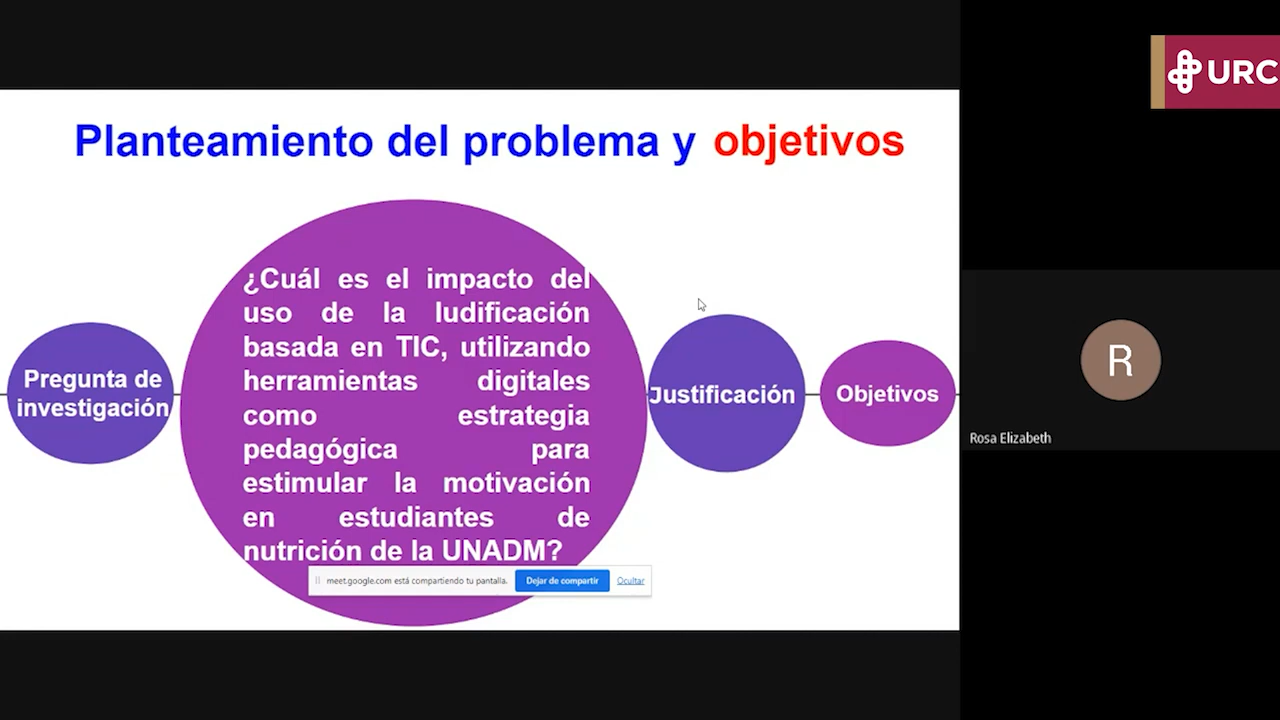 URC
Planteamiento del problema y objetivos
Pregunta de
investigación
¿Cuál es el impacto del
uso de la ludificación
basada en TIC, utilizando
herramientas digitales
como estrategia
pedagógica para
estimular la motivación
en estudiantes de
nutrición de la UNADM?
Justificación
Objetivos
meet.google.com está compartiendo tu pantalla.
Dejar de compartir
Ocultar
R
Rosa Elizabeth